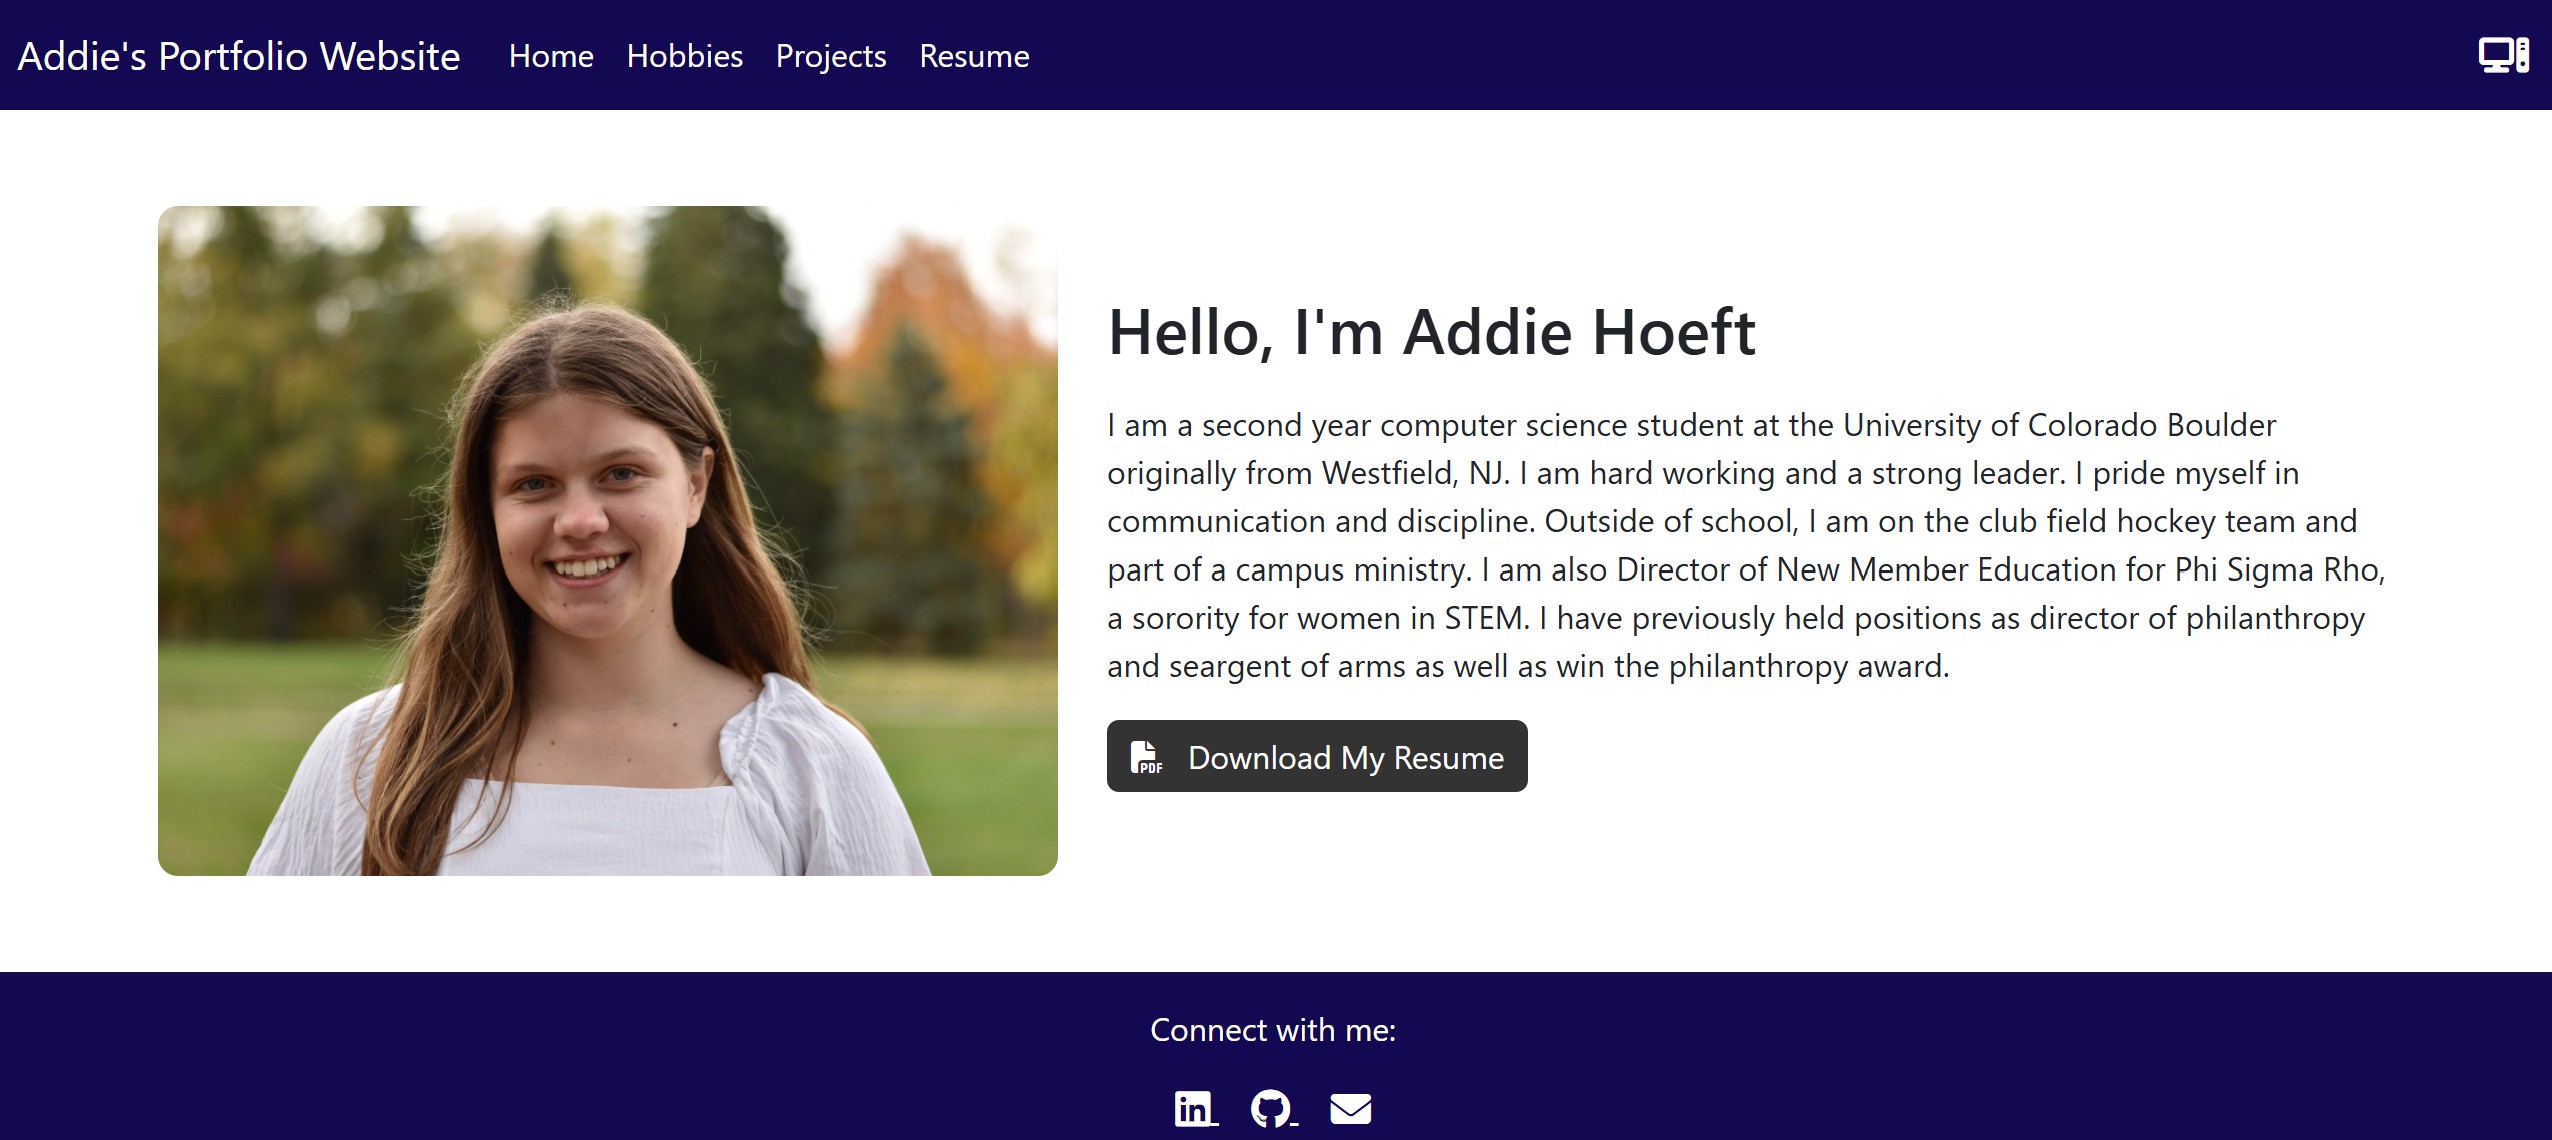 Addie's Portfolio Website Home Hobbies Projects Resume
Hello, I'm Addie Hoeft
I am a second year computer science student at the University of Colorado Boulder
originally from Westfield, NJ. I am hard working and a strong leader. I pride myself in
communication and discipline. Outside of school, I am on the club field hockey team and
part of a campus ministry. I am also Director of New Member Education for Phi Sigma Rho,
a sorority for women in STEM. I have previously held positions as director of philanthropy
and seargent of arms as well as win the philanthropy award.
PDF Download My Resume
Connect with me:
in